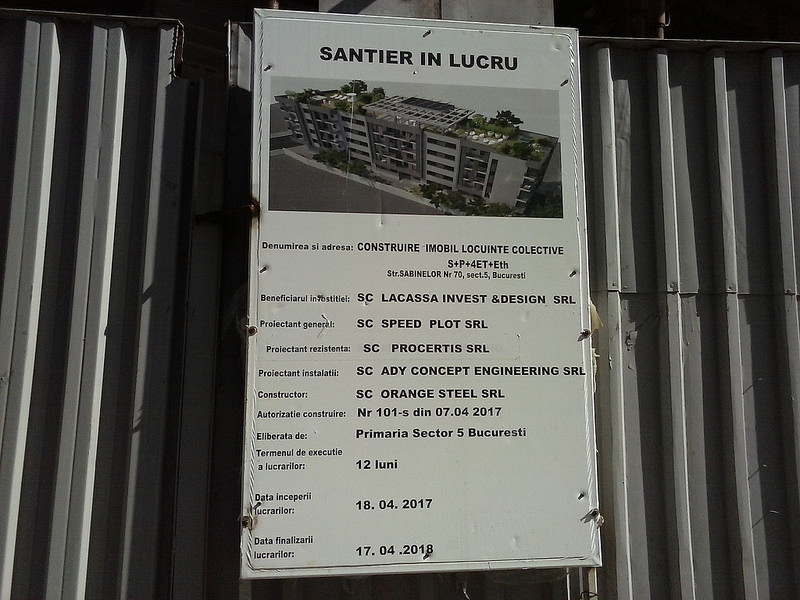 SANTIER IN LUCRU
Denumirea si adresa: CONSTRUIRE IMOBIL LOCUINTE COLECTIVE
S+P+4ET+Eth
Str.SABINELOR Nr 70, sect.5, Bucuresti
Beneficiarul investitiei: SC LACASSA INVEST &DESIGN SRL
Proiectant general: SC SPEED PLOT SRL
Proiectant rezistenta: SC PROCERTIS SRL
Proiectant instalatii: SC ADY CONCEPT ENGINEERING SRL
Constructor: SC ORANGE STEEL SRL
Autorizatie construire: Nr 101-s din 07.04 2017
Eliberata de: Primaria Sector 5 Bucuresti
Termenul de executie
a lucrarilor: 12 luni
Data inceperii
lucrarilor: 18. 04. 2017
Data finalizarii
lucrarilor: 17. 04 .2018